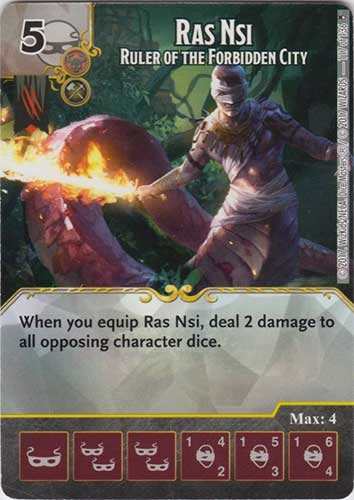 5
RAS NSI
RULER OF THE FORBIDDEN CITY
When you equip Ras Nsi, deal 2 damage to
all opposing character dice.
Max: 4
1 4 2
1 5 3
1 6 4